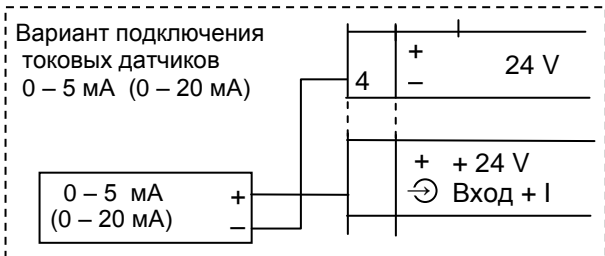 Вариант подключения
токовых датчиков
0 – 5 мА (0 – 20 мА)
4
+
–
24 V
+ + 24 V
Вход + I
0 – 5 мА
(0 – 20 мА)
+
–